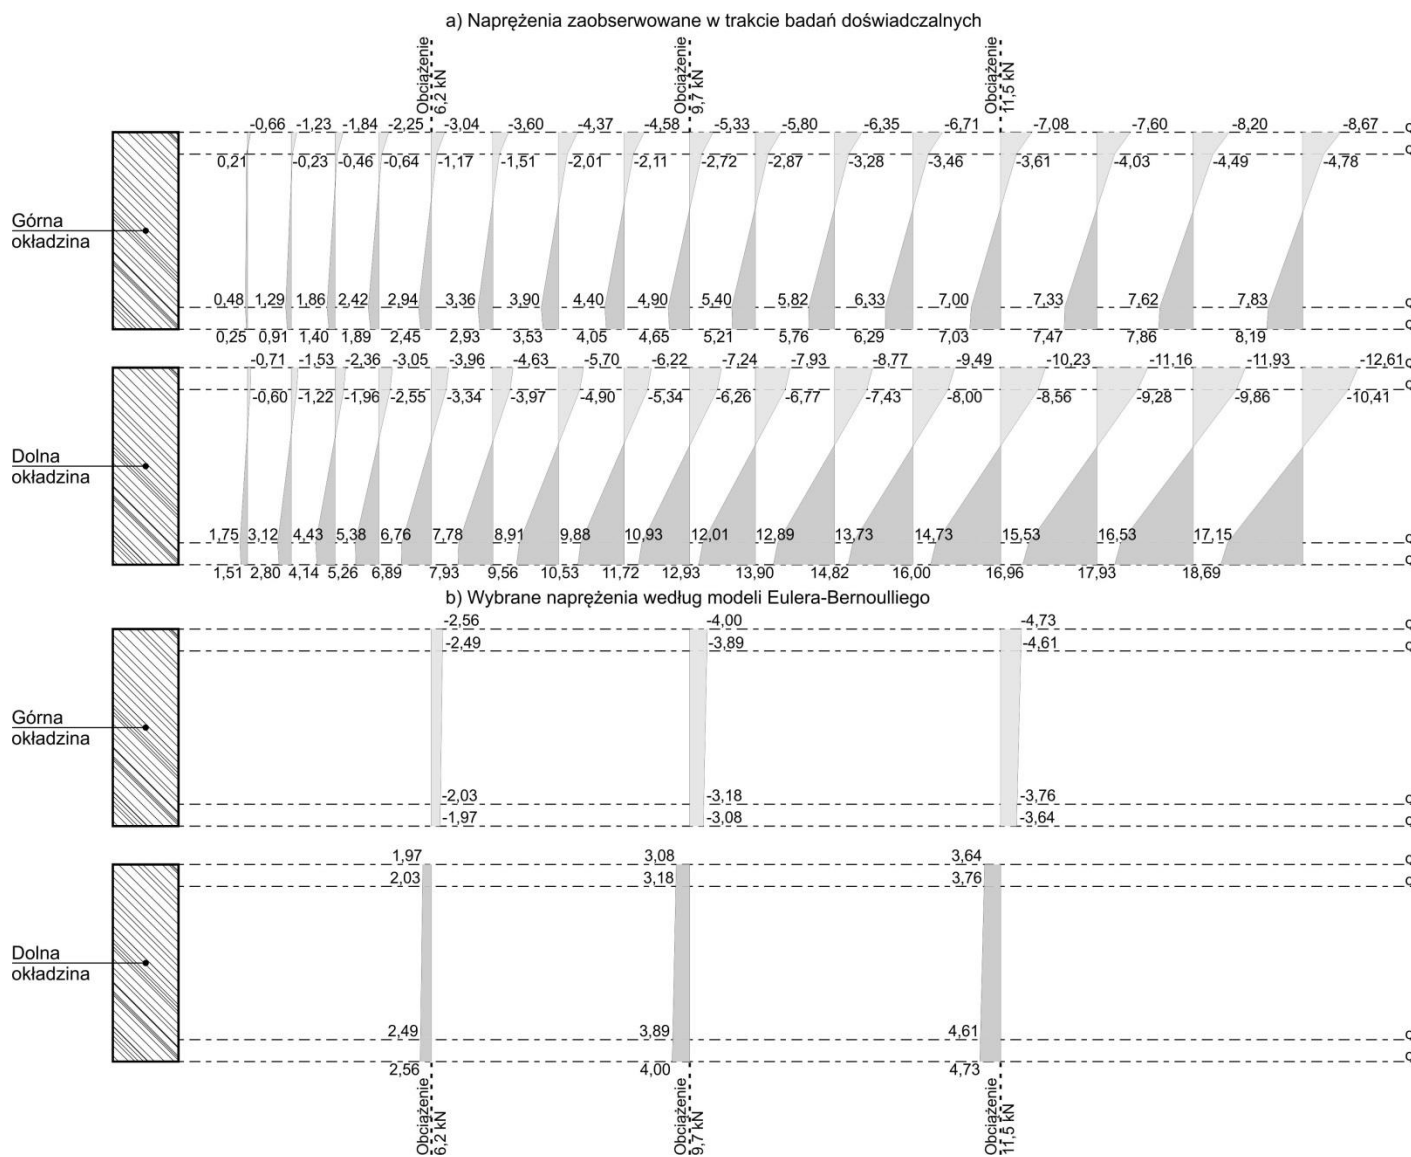 a) Naprężenia zaobserwowane w trakcie badań doświadczalnych
Obciążenie
6,2 kN
Obciążenie
9,7 kN
Obciążenie
11,5 kN
-0,66 -1,23 -1,84 -2,25 -3,04 -3,60 -4,37 -4,58 -5,33 -5,80 -6,35 -6,71 -7,08 -7,60 -8,20 -8,67
0,21 -0,23 -0,46 -0,64 -1,17 -1,51 -2,01 -2,11 -2,72 -2,87 -3,28 -3,46 -3,61 -4,03 -4,49 -4,78
Górna
okładzina
0,48 1,29 1,86 2,42 2,94 3,36 3,90 4,40 4,90 5,40 5,82 6,33 7,00 7,33 7,62 7,83
0,25 0,91 1,40 1,89 2,45 2,93 3,53 4,05 4,65 5,21 5,76 6,29 7,03 7,47 7,86 8,19
-0,71 -1,53 -2,36 -3,05 -3,96 -4,63 -5,70 -6,22 -7,24 -7,93 -8,77 -9,49 -10,23 -11,16 -11,93 -12,61
-0,60 -1,22 -1,96 -2,55 -3,34 -3,97 -4,90 -5,34 -6,26 -6,77 -7,43 -8,00 -8,56 -9,28 -9,86 -10,41
Dolna
okładzina
1,75 3,12 4,43 5,38 6,76 7,78 8,91 9,88 10,93 12,01 12,89 13,73 14,73 15,53 16,53 17,15
1,51 2,80 4,14 5,26 6,89 7,93 9,56 10,53 11,72 12,93 13,90 14,82 16,00 16,96 17,93 18,69
b) Wybrane naprężenia według modeli Eulera-Bernoulliego
-2,56 -4,00 -4,73
-2,49 -3,89 -4,61
Górna
okładzina
-2,03 -3,18 -3,76
-1,97 -3,08 -3,64
1,97 3,08 3,64
2,03 3,18 3,76
Dolna
okładzina
2,49 3,89 4,61
2,56 4,00 4,73
Obciążenie
6,2 kN
Obciążenie
9,7 kN
Obciążenie
11,5 kN